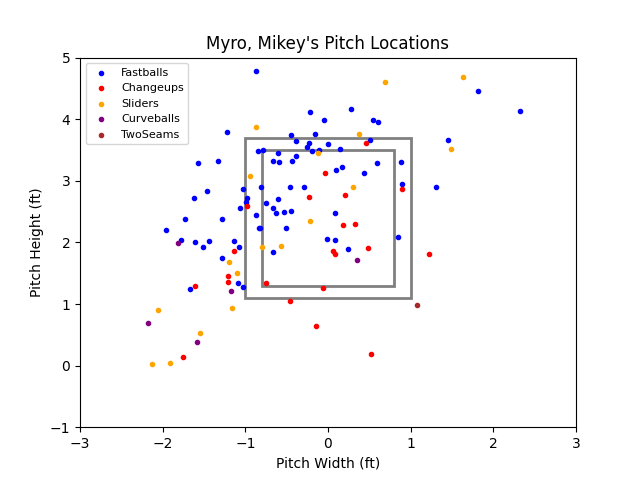 Myro, Mikey's Pitch Locations
Fastballs
Changeups
Sliders
Curveballs
TwoSeams
5
4
3
2
1
0
−1
Pitch Height (ft)
−3
−2
−1
0
1
2
3
Pitch Width (ft)